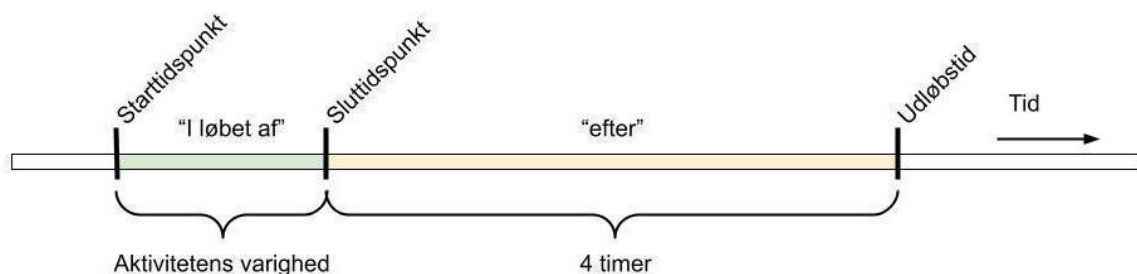 Starttidspunkt
Sluttidspunkt
Udløbstid
"I løbet af"
"efter"
Tid
Aktivitetens varighed
4 timer